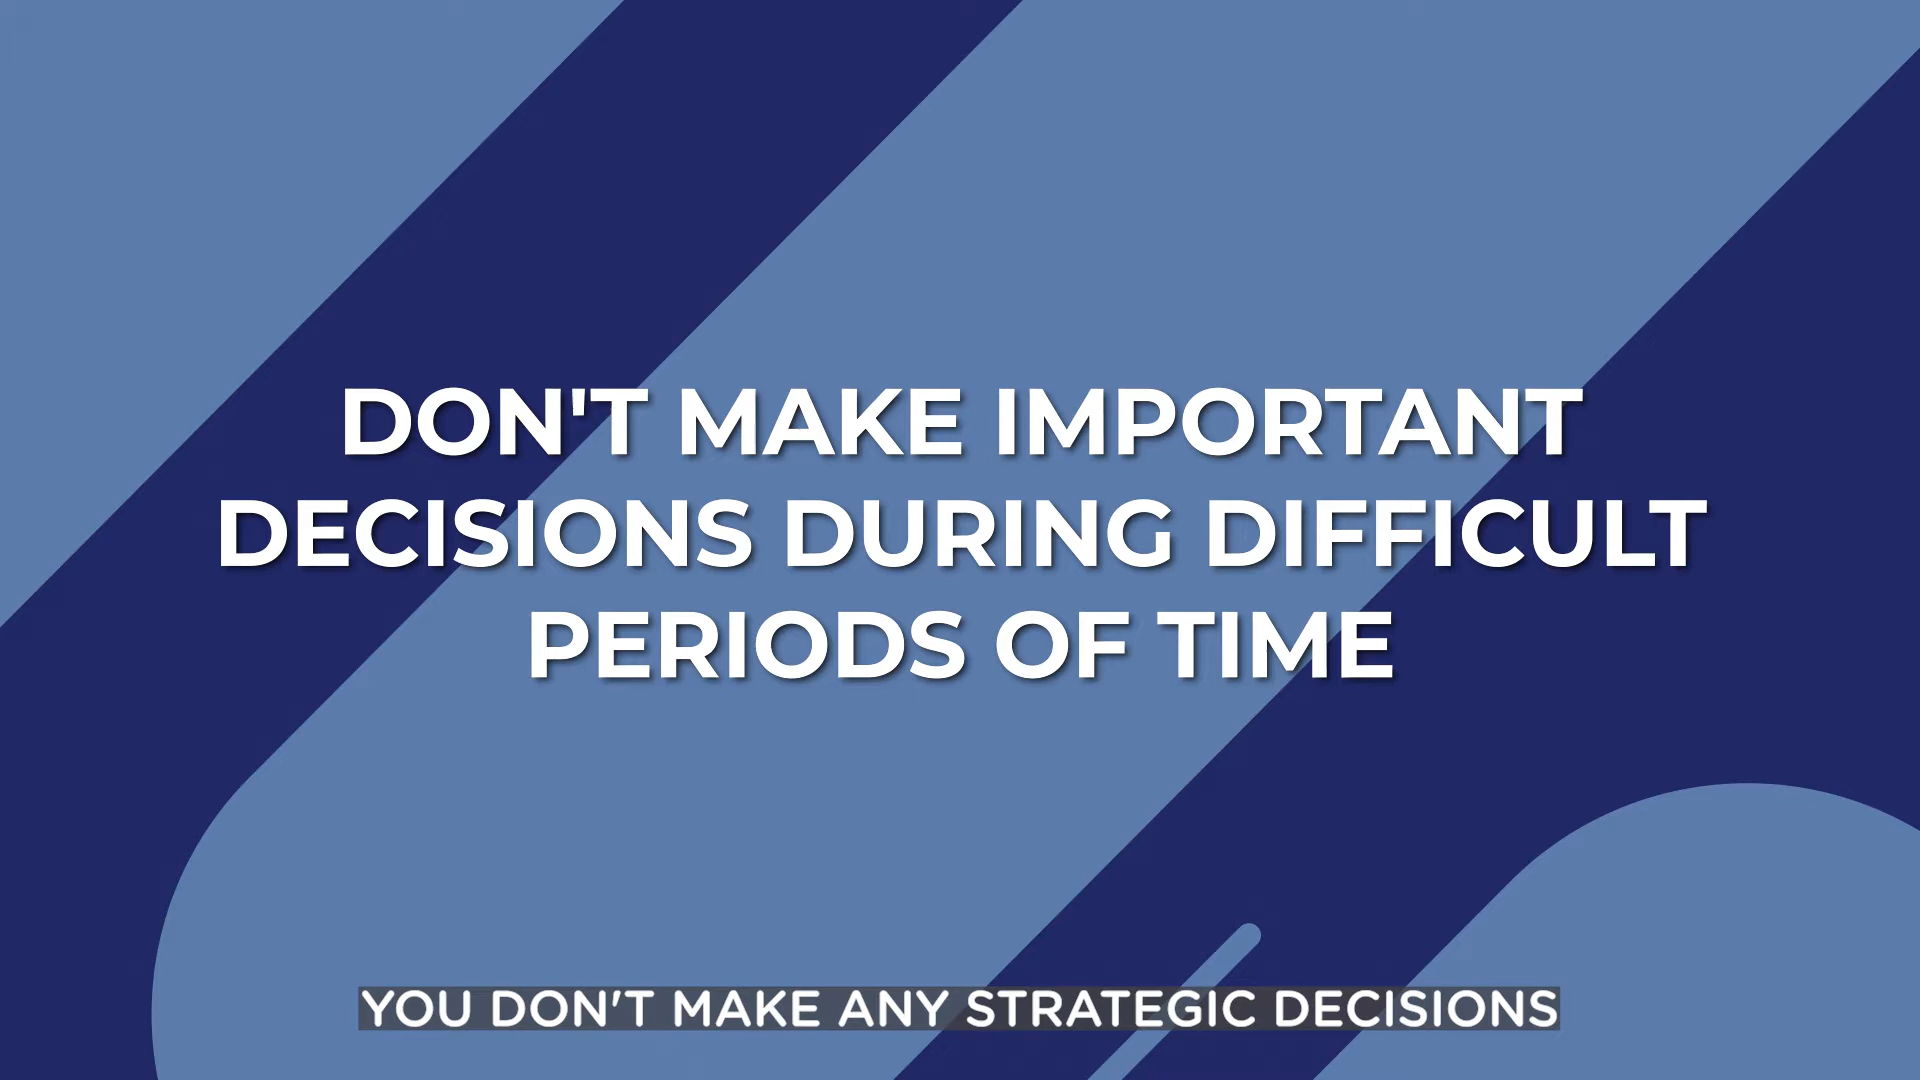 DON'T MAKE IMPORTANT
DECISIONS DURING DIFFICULT
PERIODS OF TIME
YOU DON'T MAKE ANY STRATEGIC DECISIONS